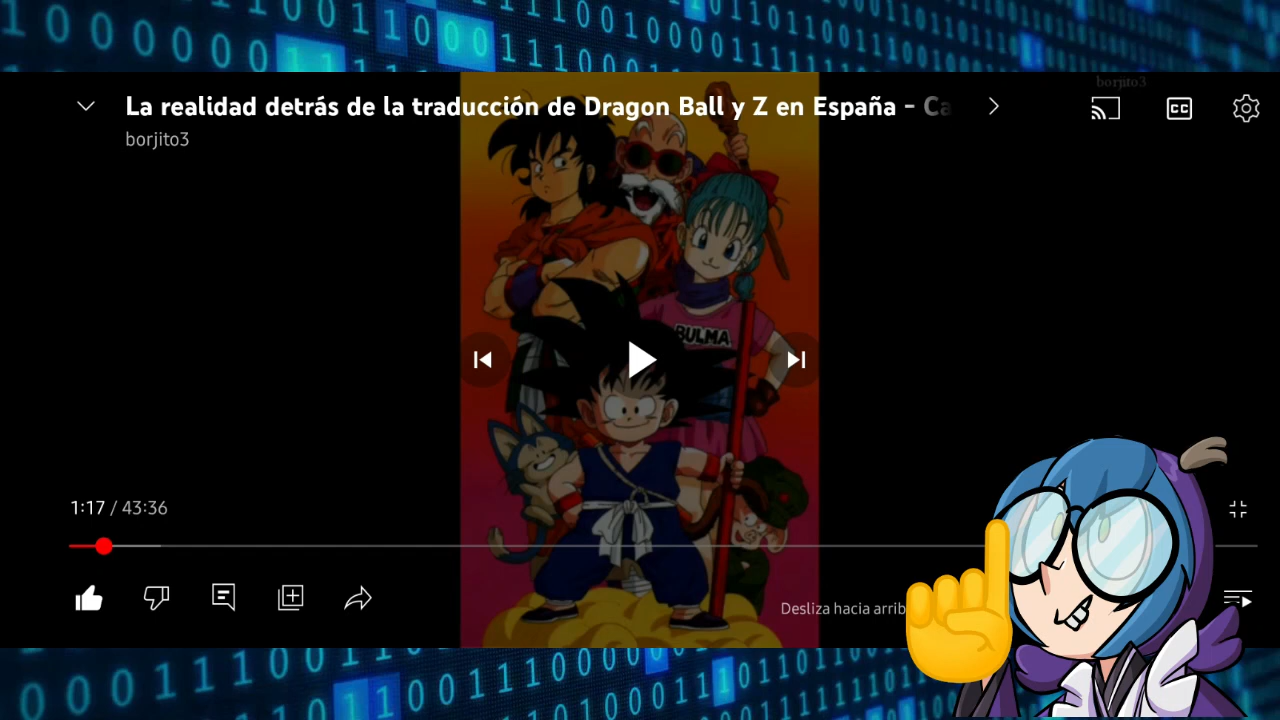 borjito3
La realidad detrás de la traducción de Dragon Ball y Z en España - Ca
borjito3
CC
BULMA
1:17 / 43:36
Desliza hacia arrib